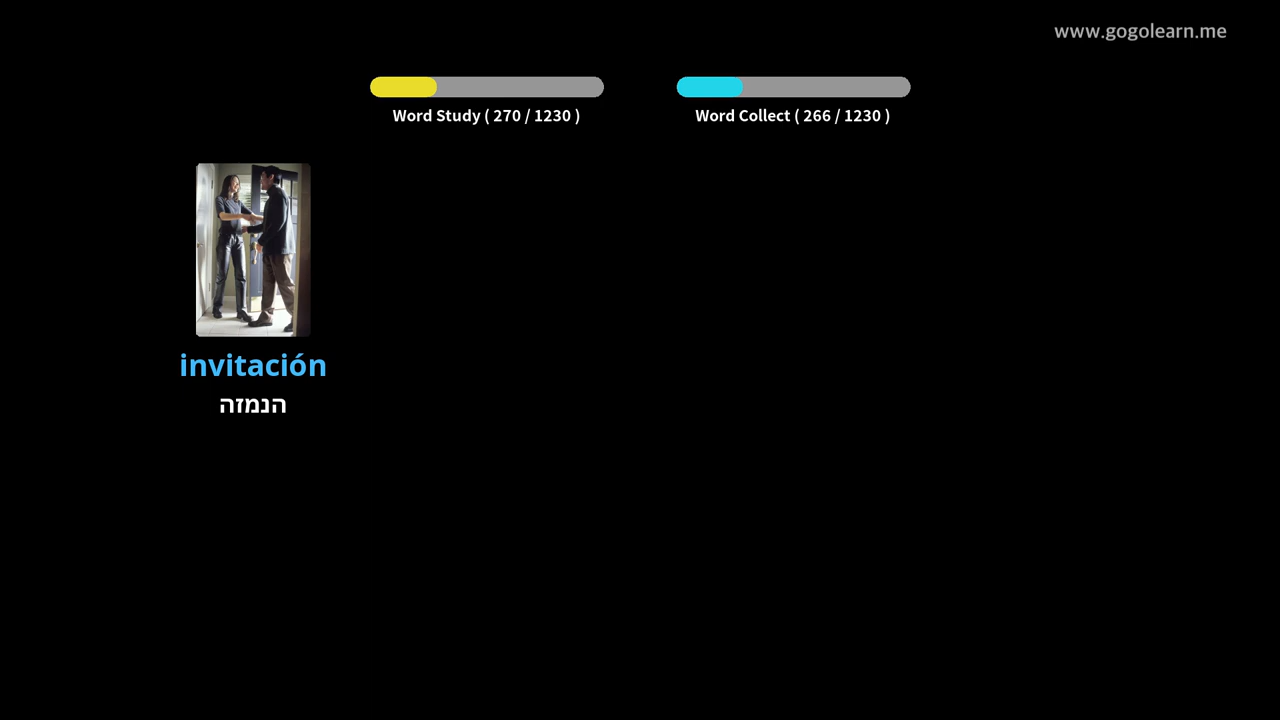 www.gogolearn.me
Word Study ( 270 / 1230 )
Word Collect ( 266 / 1230 )
invitación
הנמזה